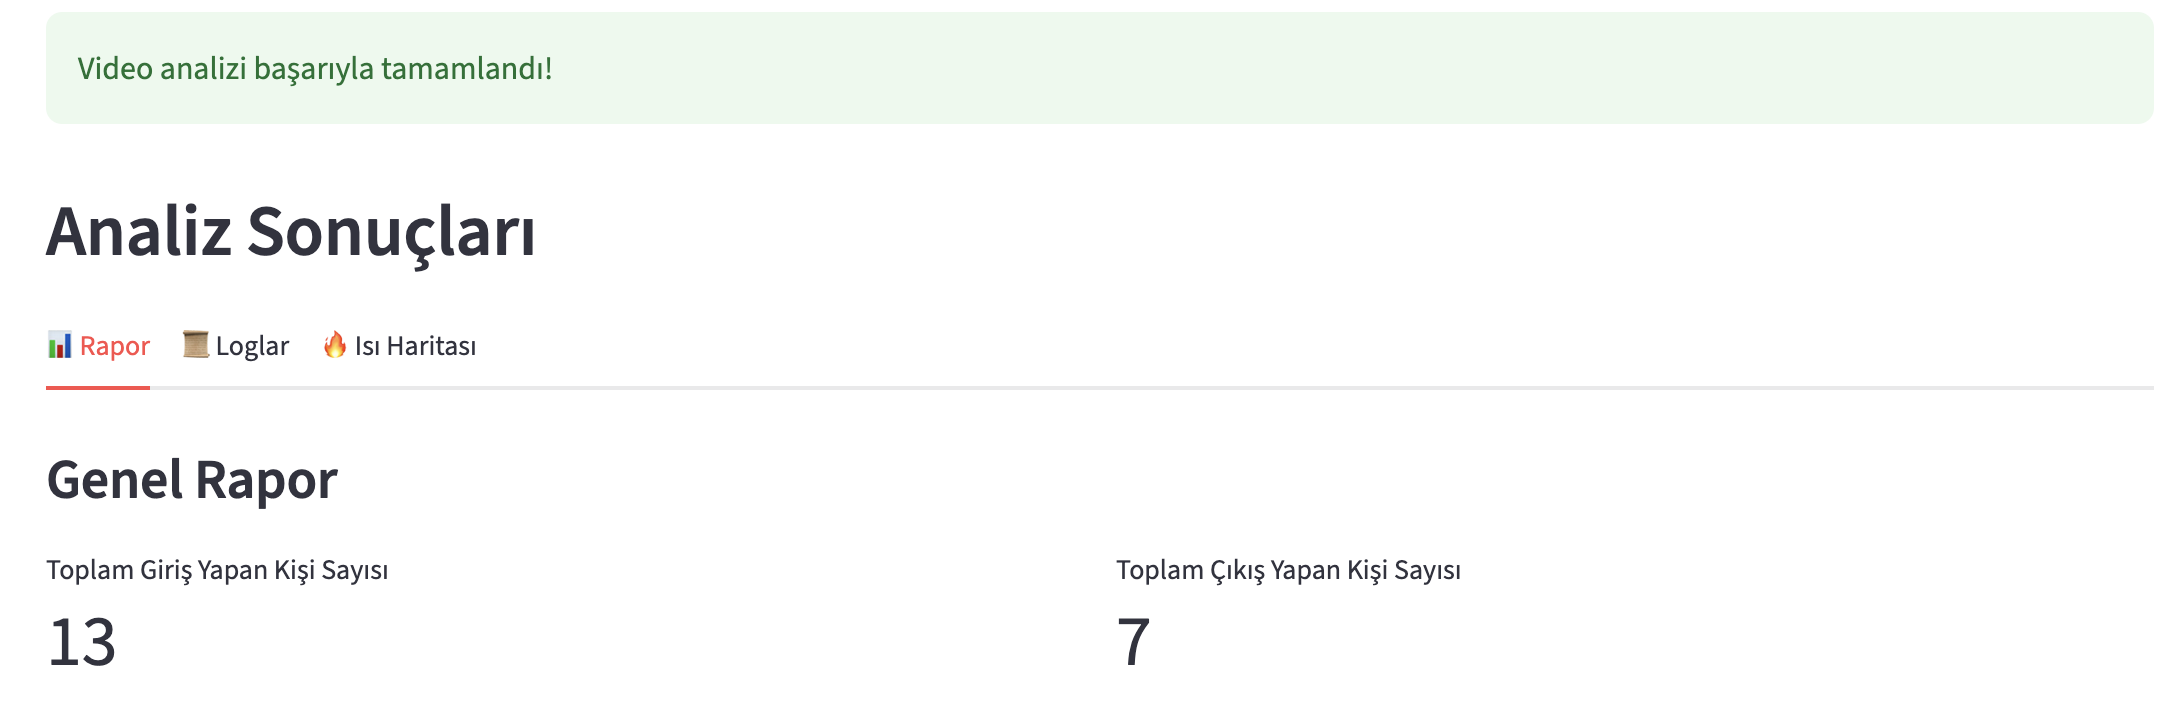 Video analizi başarıyla tamamlandı!
Analiz Sonuçları
📊 Rapor 📜 Loglar 🔥 Isı Haritası
Genel Rapor
Toplam Giriş Yapan Kişi Sayısı Toplam Çıkış Yapan Kişi Sayısı
13 7